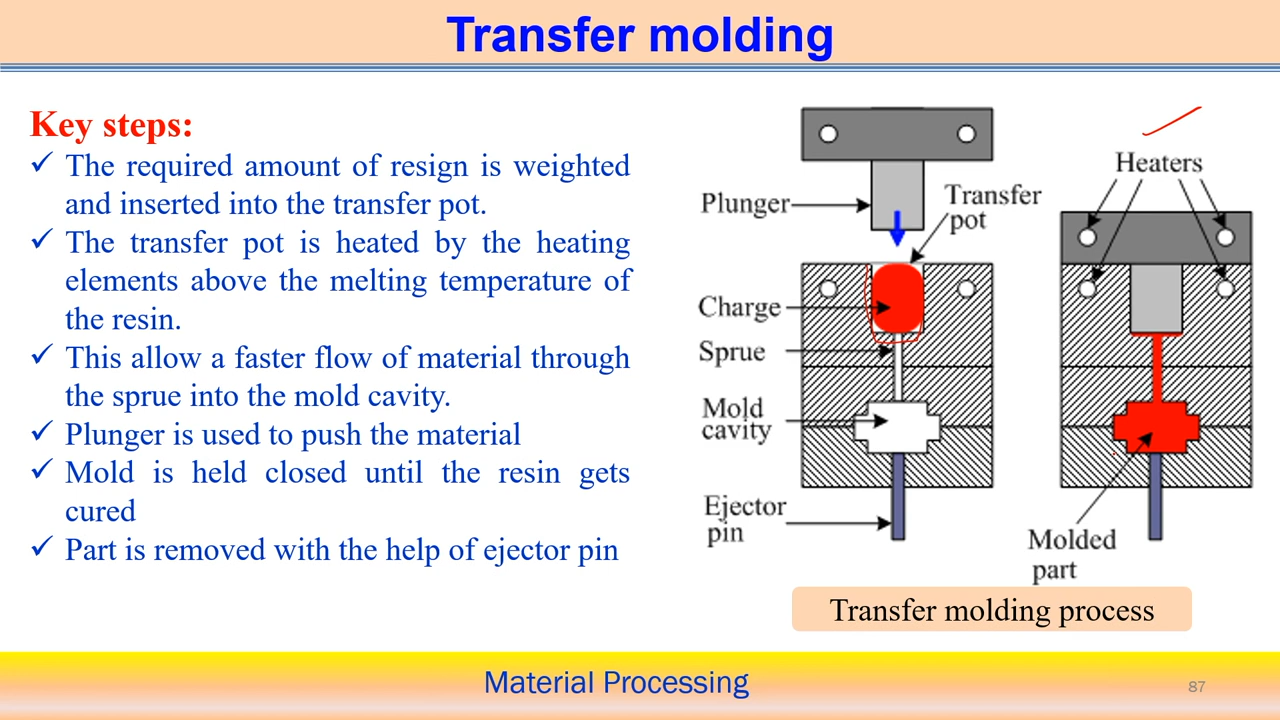 Transfer molding
Key steps:
✓ The required amount of resign is weighted
and inserted into the transfer pot.
✓ The transfer pot is heated by the heating
elements above the melting temperature of
the resin.
✓ This allow a faster flow of material through
the sprue into the mold cavity.
✓ Plunger is used to push the material
✓ Mold is held closed until the resin gets
cured
✓ Part is removed with the help of ejector pin
Plunger
Transfer
pot
Charge
Sprue
Mold
cavity
Ejector
pin
Heaters
Molded
part
Transfer molding process
Material Processing
87